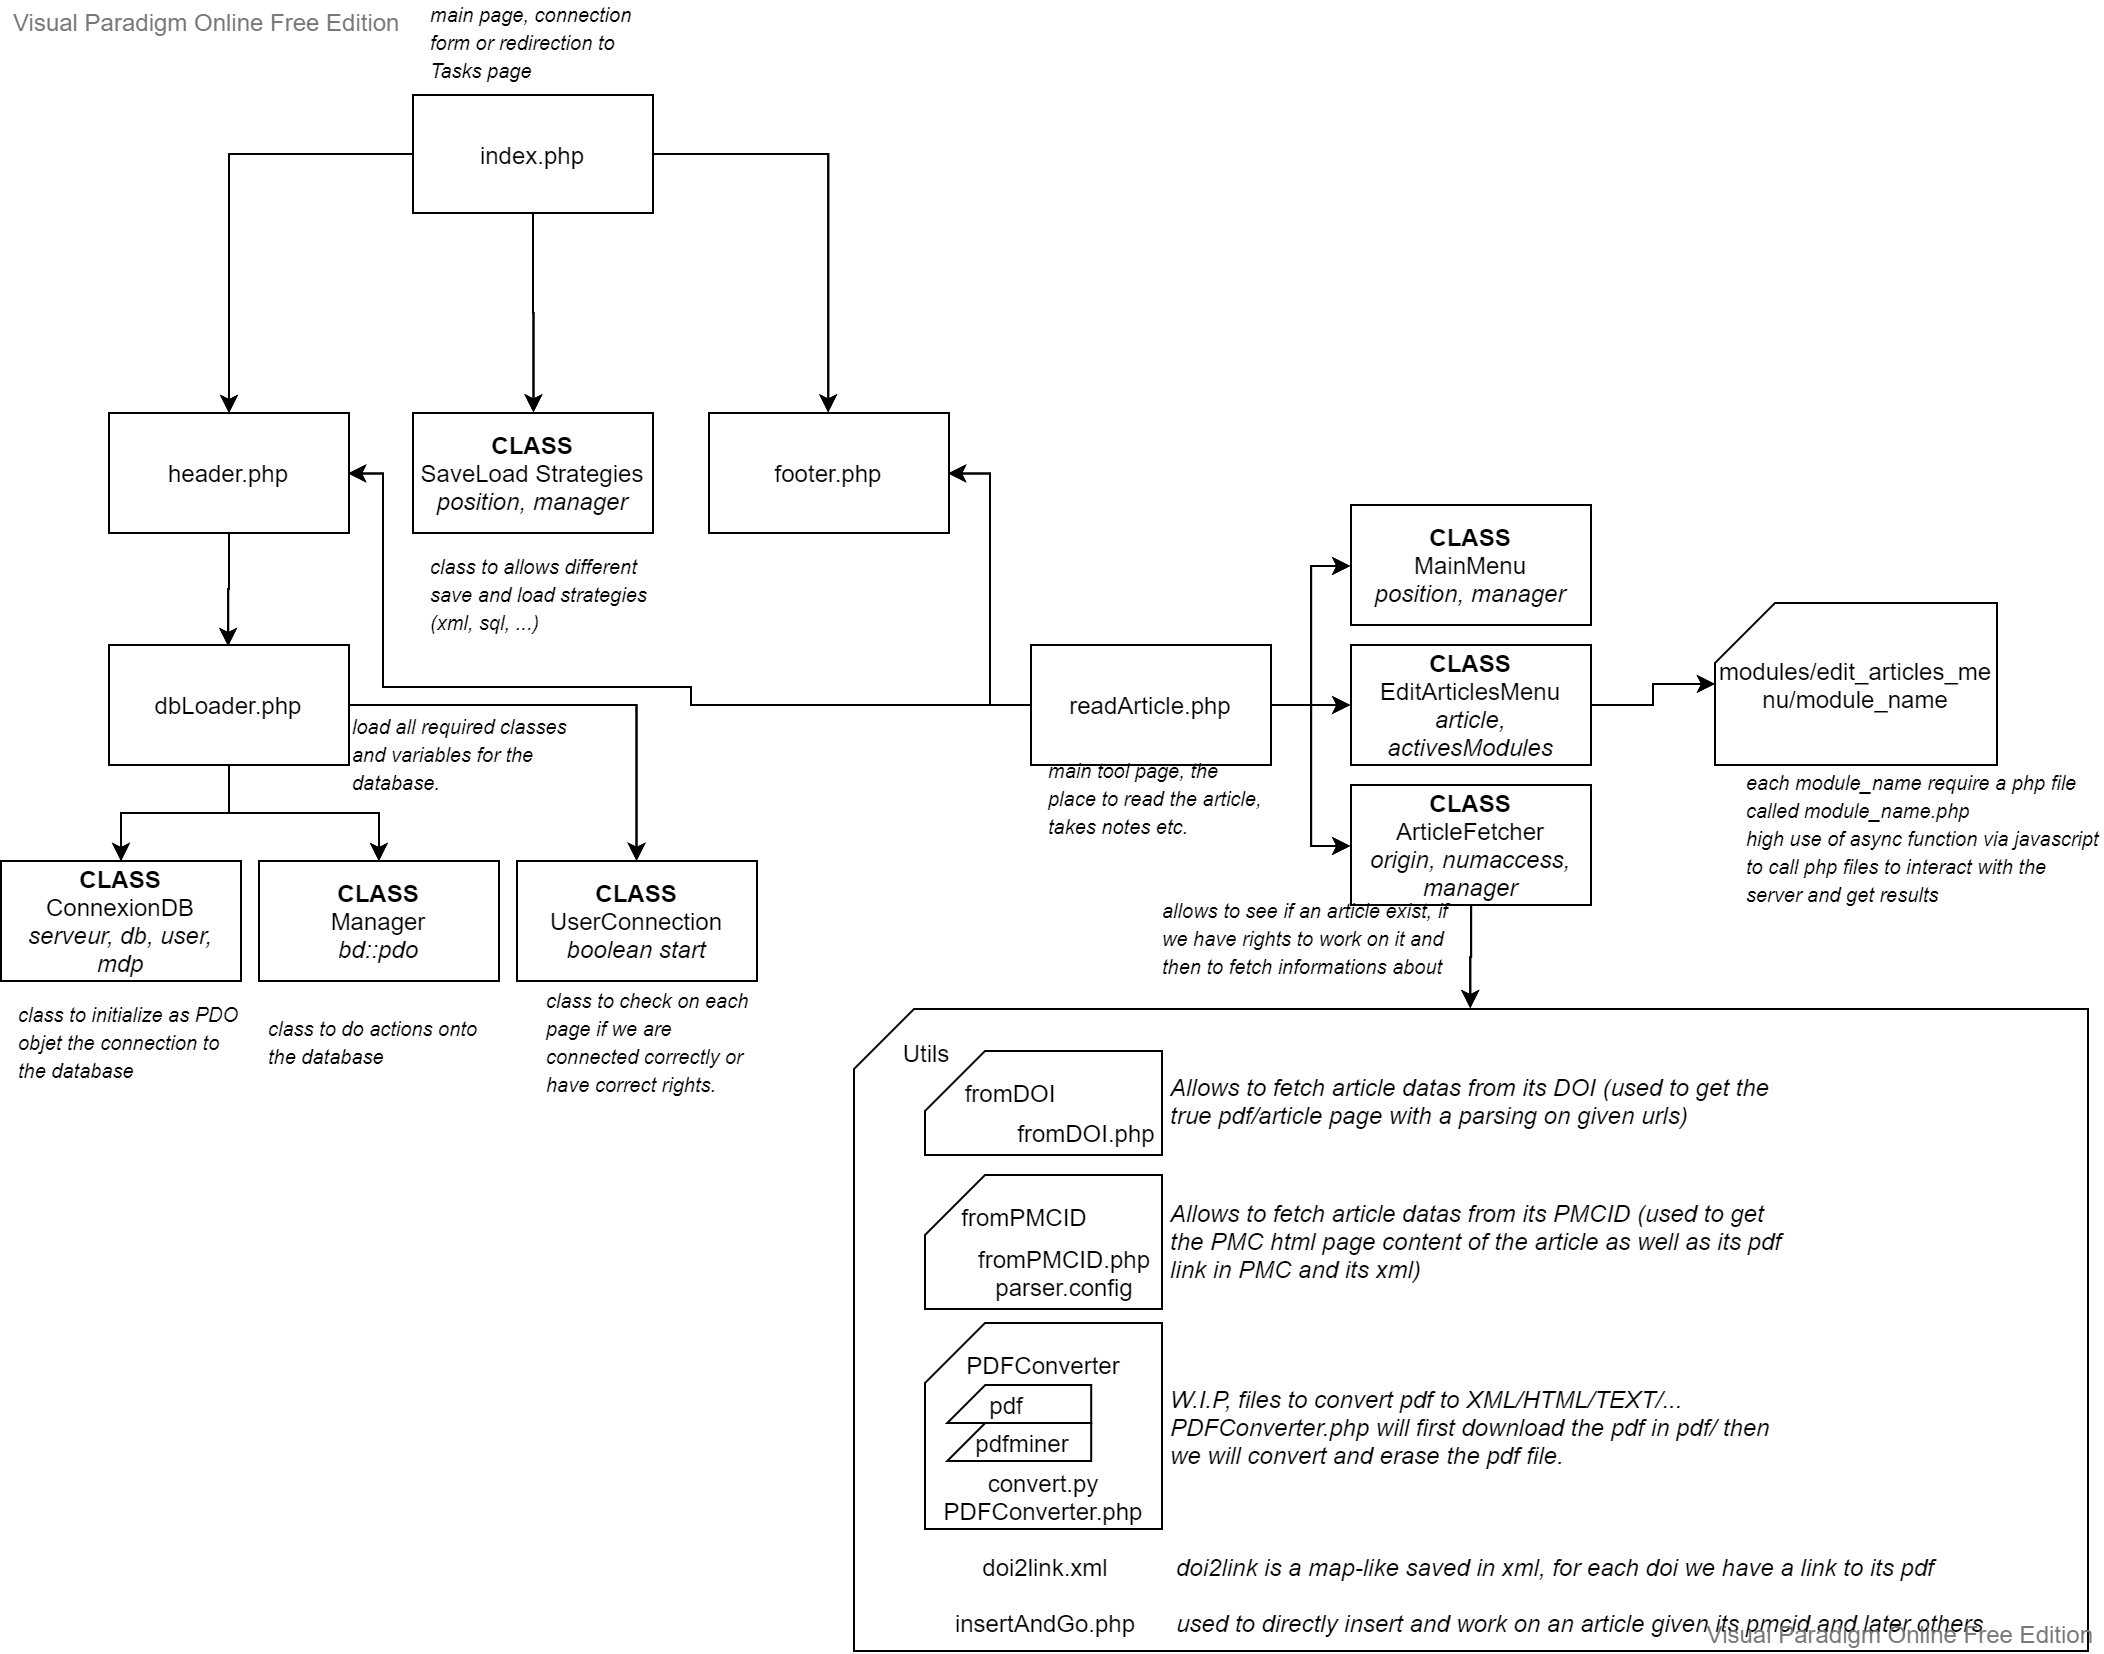 Visual Paradigm Online Free Edition
main page, connection
form or redirection to
Tasks page
index.php
header.php
CLASS
SaveLoad Strategies
position, manager
footer.php
class to allows different
save and load strategies
(xml, sql, ...)
dbLoader.php
load all required classes
and variables for the
database.
readArticle.php
main tool page, the
place to read the article,
takes notes etc.
CLASS
MainMenu
position, manager
CLASS
EditArticlesMenu
article,
activesModules
modules/edit_articles_me
nu/module_name
each module_name require a php file
called module_name.php
high use of async function via javascript
to call php files to interact with the
server and get results
CLASS
ArticleFetcher
origin, numaccess,
manager
allows to see if an article exist, if
we have rights to work on it and
then to fetch informations about
CLASS
ConnexionDB
serveur, db, user,
mdp
class to initialize as PDO
objet the connection to
the database
CLASS
Manager
bd::pdo
class to do actions onto
the database
CLASS
UserConnection
boolean start
class to check on each
page if we are
connected correctly or
have correct rights.
Utils
fromDOI
fromDOI.php
Allows to fetch article datas from its DOI (used to get the
true pdf/article page with a parsing on given urls)
fromPMCID
fromPMCID.php
parser.config
Allows to fetch article datas from its PMCID (used to get
the PMC html page content of the article as well as its pdf
link in PMC and its xml)
PDFConverter
pdf
pdfminer
convert.py
PDFConverter.php
W.I.P, files to convert pdf to XML/HTML/TEXT/...
PDFConverter.php will first download the pdf in pdf/ then
we will convert and erase the pdf file.
doi2link.xml
doi2link is a map-like saved in xml, for each doi we have a link to its pdf
insertAndGo.php
used to directly insert and work on an article given its pmcid and later others
Visual Paradigm Online Free Edition